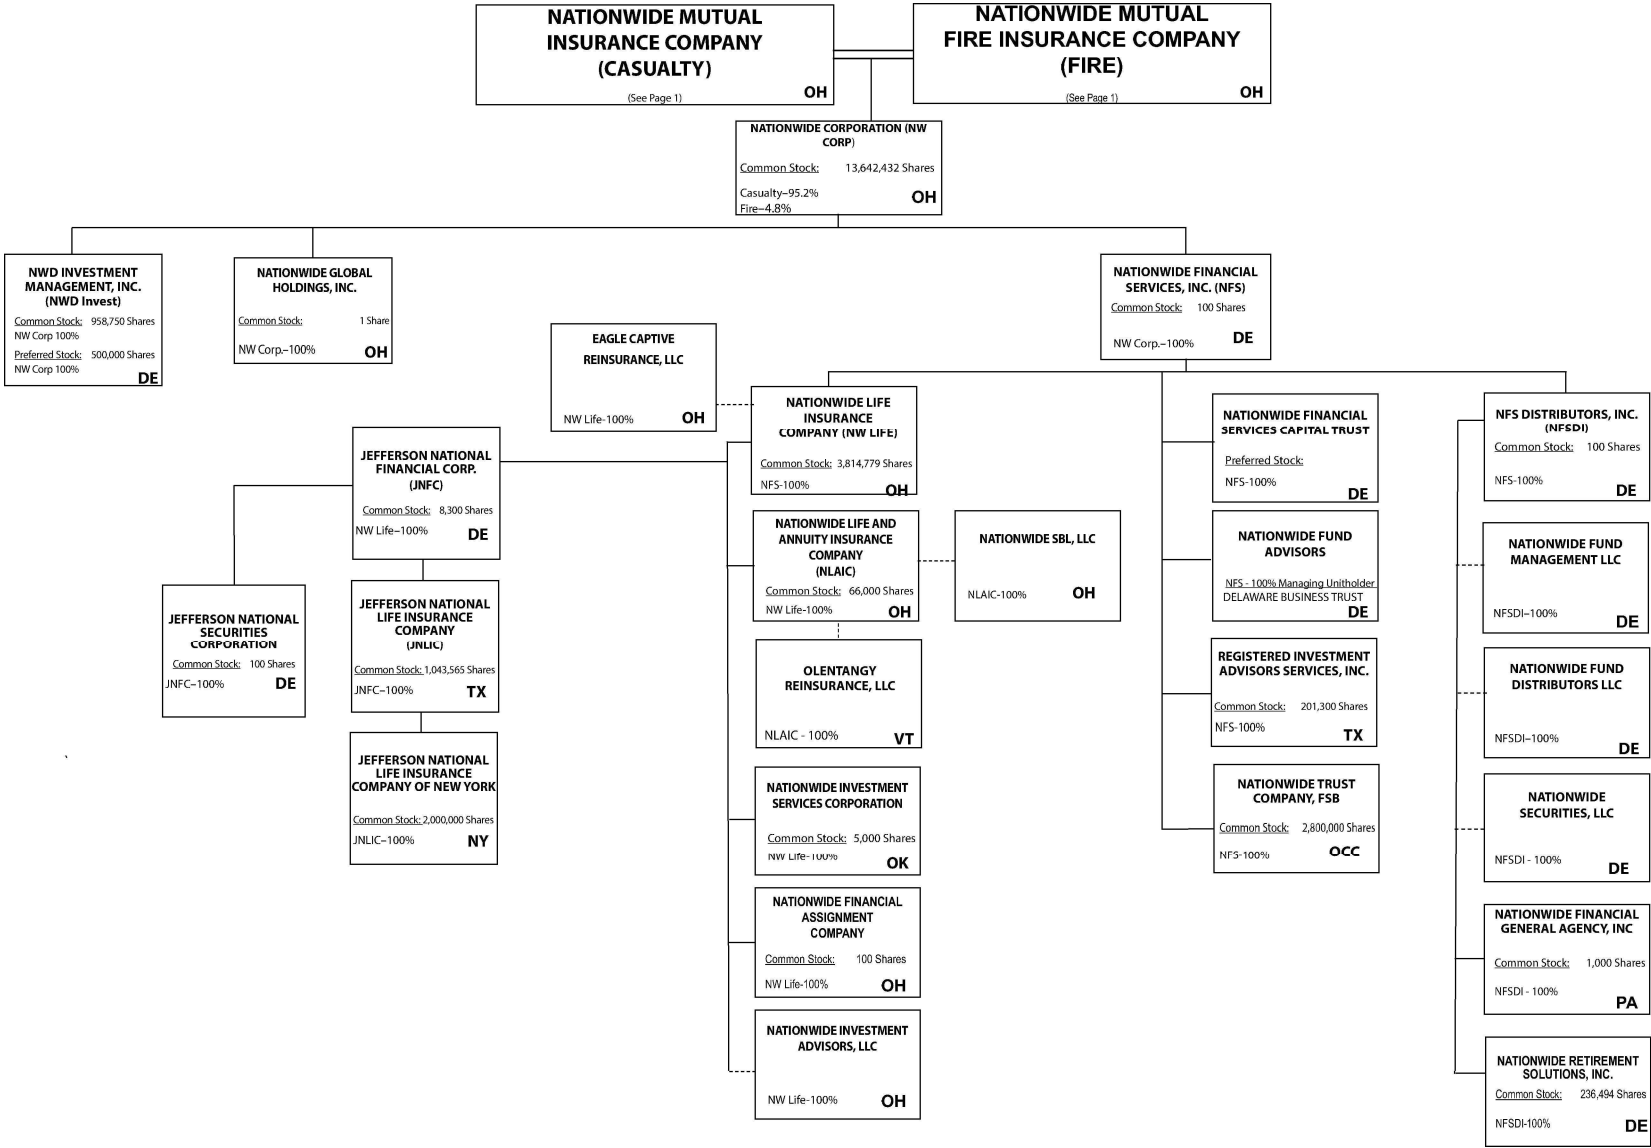 NATIONWIDE MUTUAL
INSURANCE COMPANY
(CASUALTY)
(See Page 1)
OH
NATIONWIDE MUTUAL
FIRE INSURANCE COMPANY
(FIRE)
(See Page 1)
OH
NATIONWIDE CORPORATION (NW
CORP)
Common Stock: 13,642,432 Shares
Casualty–95.2%
Fire–4.8%
OH
NWD INVESTMENT
MANAGEMENT, INC.
(NWD Invest)
Common Stock: 958,750 Shares
NW Corp 100%
Preferred Stock: 500,000 Shares
NW Corp 100%
DE
NATIONWIDE GLOBAL
HOLDINGS, INC.
Common Stock: 1 Share
NW Corp.–100%
OH
NATIONWIDE FINANCIAL
SERVICES, INC. (NFS)
Common Stock: 100 Shares
NW Corp.–100%
DE
EAGLE CAPTIVE
REINSURANCE, LLC
NW Life-100%
OH
NATIONWIDE LIFE
INSURANCE
COMPANY (NW LIFE)
Common Stock: 3,814,779 Shares
NFS-100%
OH
JEFFERSON NATIONAL
FINANCIAL CORP.
(JNFC)
Common Stock: 8,300 Shares
NW Life–100%
DE
JEFFERSON NATIONAL
SECURITIES
CORPORATION
Common Stock: 100 Shares
JNFC–100%
DE
JEFFERSON NATIONAL
LIFE INSURANCE
COMPANY
(JNLIC)
Common Stock: 1,043,565 Shares
JNFC–100%
TX
JEFFERSON NATIONAL
LIFE INSURANCE
COMPANY OF NEW YORK
Common Stock: 2,000,000 Shares
JNLIC–100%
NY
NATIONWIDE LIFE AND
ANNUITY INSURANCE
COMPANY
(NLAIC)
Common Stock: 66,000 Shares
NW Life-100%
OH
NATIONWIDE SBL, LLC
NLAIC-100%
OH
OLENTANGY
REINSURANCE, LLC
NLAIC - 100%
VT
NATIONWIDE INVESTMENT
SERVICES CORPORATION
Common Stock: 5,000 Shares
NW Life-100%
OK
NATIONWIDE FINANCIAL
ASSIGNMENT
COMPANY
Common Stock: 100 Shares
NW Life-100%
OH
NATIONWIDE INVESTMENT
ADVISORS, LLC
NW Life-100%
OH
NATIONWIDE FINANCIAL
SERVICES CAPITAL TRUST
Preferred Stock:
NFS-100%
DE
NATIONWIDE FUND
ADVISORS
NFS - 100% Managing Unitholder
DELAWARE BUSINESS TRUST
DE
REGISTERED INVESTMENT
ADVISORS SERVICES, INC.
Common Stock: 201,300 Shares
NFS-100%
TX
NATIONWIDE TRUST
COMPANY, FSB
Common Stock: 2,800,000 Shares
NFS-100%
OCC
NFS DISTRIBUTORS, INC.
(NFSDI)
Common Stock: 100 Shares
NFS-100%
DE
NATIONWIDE FUND
MANAGEMENT LLC
NFSDI–100%
DE
NATIONWIDE FUND
DISTRIBUTORS LLC
NFSDI–100%
DE
NATIONWIDE
SECURITIES, LLC
NFSDI - 100%
DE
NATIONWIDE FINANCIAL
GENERAL AGENCY, INC
Common Stock: 1,000 Shares
NFSDI - 100%
PA
NATIONWIDE RETIREMENT
SOLUTIONS, INC.
Common Stock: 236,494 Shares
NFSDI-100%
DE